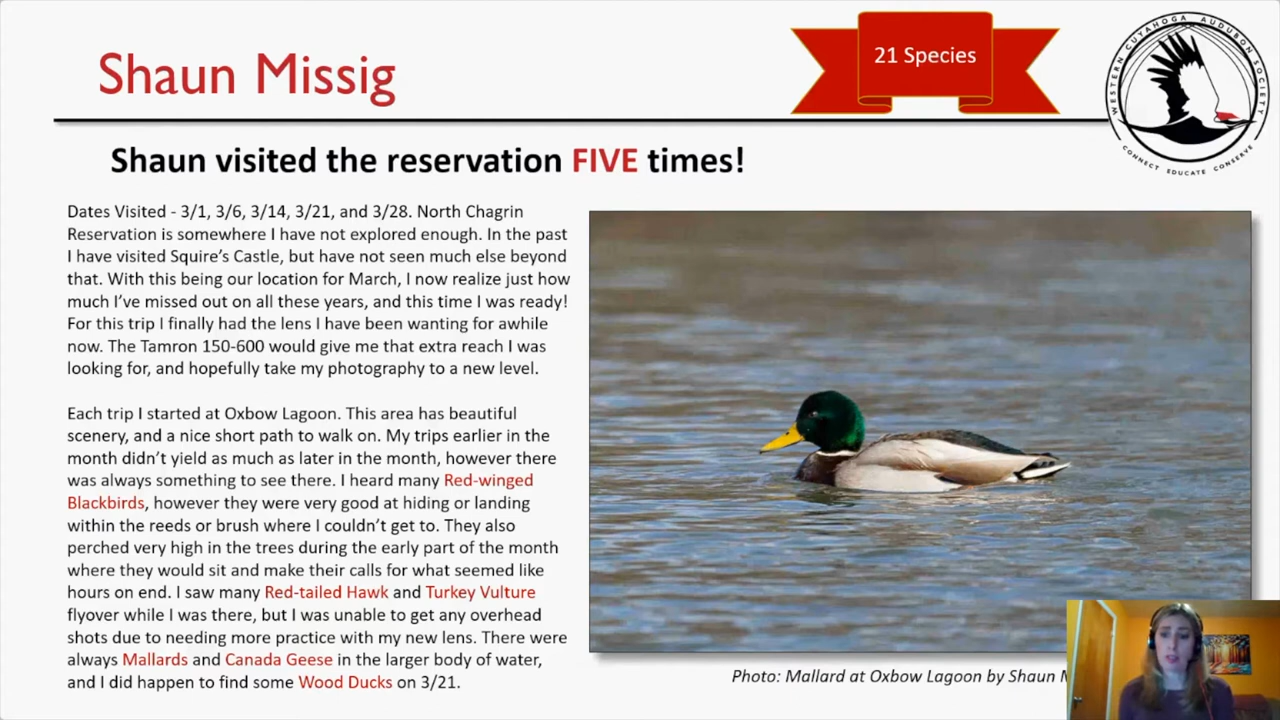 Shaun Missig
21 Species
WESTERN CUYAHOGA AUDUBON SOCIETY
CONNECT EDUCATE CONSERVE
Shaun visited the reservation FIVE times!
Dates Visited - 3/1, 3/6, 3/14, 3/21, and 3/28. North Chagrin
Reservation is somewhere I have not explored enough. In the past
I have visited Squire's Castle, but have not seen much else beyond
that. With this being our location for March, I now realize just how
much I've missed out on all these years, and this time I was ready!
For this trip I finally had the lens I have been wanting for awhile
now. The Tamron 150-600 would give me that extra reach I was
looking for, and hopefully take my photography to a new level.
Each trip I started at Oxbow Lagoon. This area has beautiful
scenery, and a nice short path to walk on. My trips earlier in the
month didn't yield as much as later in the month, however there
was always something to see there. I heard many Red-winged
Blackbirds, however they were very good at hiding or landing
within the reeds or brush where I couldn't get to. They also
perched very high in the trees during the early part of the month
where they would sit and make their calls for what seemed like
hours on end. I saw many Red-tailed Hawk and Turkey Vulture
flyover while I was there, but I was unable to get any overhead
shots due to needing more practice with my new lens. There were
always Mallards and Canada Geese in the larger body of water,
and I did happen to find some Wood Ducks on 3/21.
Photo: Mallard at Oxbow Lagoon by Shaun